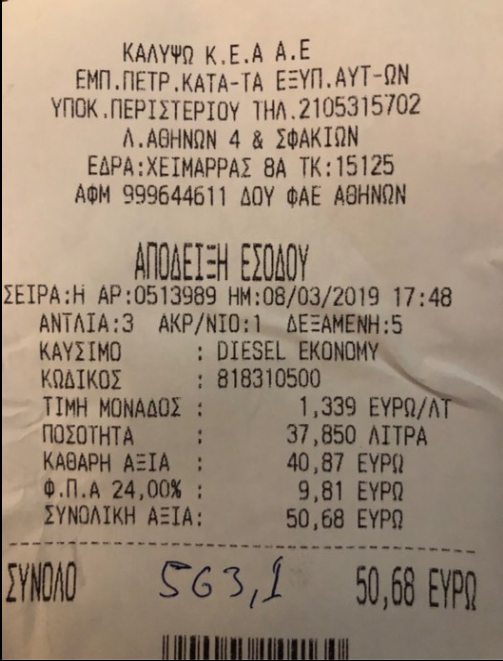 ΚΑΛΥΨΩ Κ.Ε.Α Α.Ε
ΕΜΠ.ΠΕΤΡ.ΚΑΤΑ-ΤΑ ΕΞΥΠ.ΑΥΤ-ΩΝ
ΥΠΟΚ.ΠΕΡΙΣΤΕΡΙΟΥ ΤΗΛ.2105315702
Λ.ΑΘΗΝΩΝ 4 & ΣΦΑΚΙΩΝ
ΕΔΡΑ:ΧΕΙΜΑΡΡΑΣ 8Α ΤΚ:15125
ΑΦΜ 999644611 ΔΟΥ ΦΑΕ ΑΘΗΝΩΝ
ΑΠΟΔΕΙΞΗ ΕΣΟΔΟΥ
ΣΕΙΡΑ:Η ΑΡ:0513989 ΗΜ:08/03/2019 17:48
ΑΝΤΛΙΑ:3 ΑΚΡ/ΝΙΟ:1 ΔΕΞΑΜΕΝΗ:5
ΚΑΥΣΙΜΟ : DIESEL EKONOMY
ΚΩΔΙΚΟΣ : 818310500
ΤΙΜΗ ΜΟΝΑΔΟΣ : 1,339 ΕΥΡΩ/ΛΤ
ΠΟΣΟΤΗΤΑ : 37,850 ΛΙΤΡΑ
ΚΑΘΑΡΗ ΑΞΙΑ : 40,87 ΕΥΡΩ
Φ.Π.Α 24,00% : 9,81 ΕΥΡΩ
ΣΥΝΟΛΙΚΗ ΑΞΙΑ: 50,68 ΕΥΡΩ
ΣΥΝΟΛΟ 563,1 50,68 ΕΥΡΩ